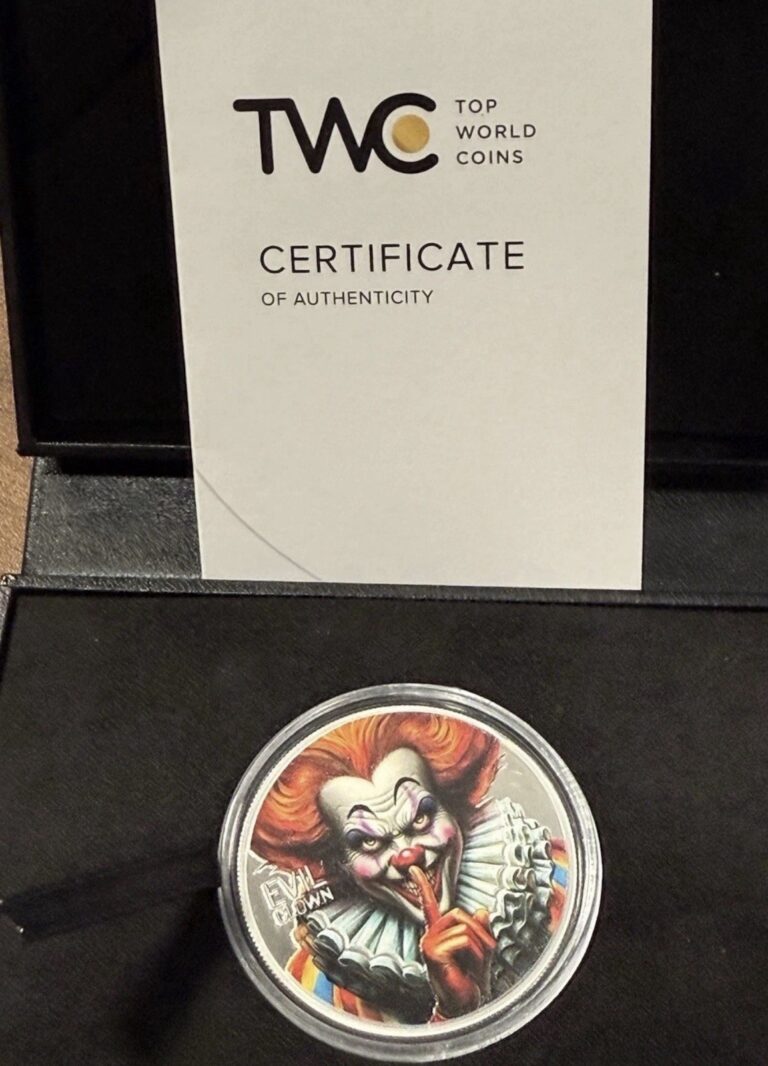 TWC
TOP
WORLD
COINS
CERTIFICATE
OF AUTHENTICITY
EVIL
CLOWN